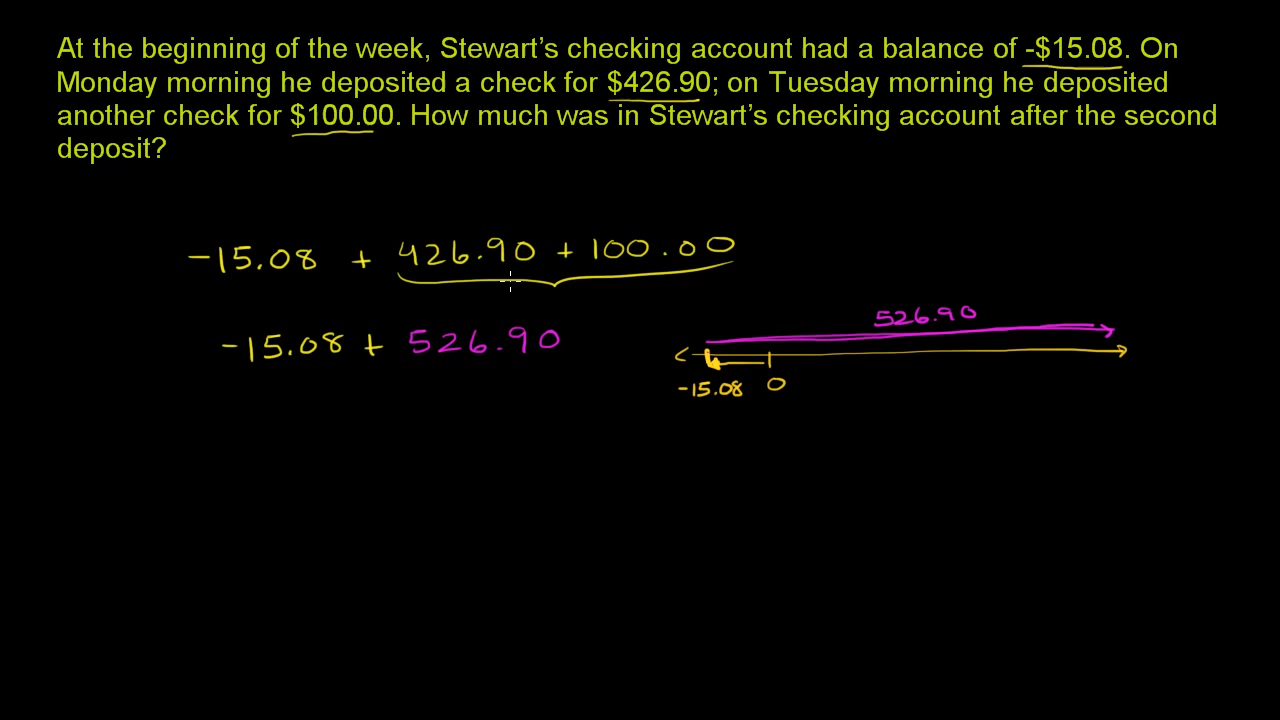 At the beginning of the week, Stewart’s checking account had a balance of -$15.08. On
Monday morning he deposited a check for $426.90; on Tuesday morning he deposited
another check for $100.00. How much was in Stewart’s checking account after the second
deposit?
-15.08 + 426.90 + 100.00
-15.08 + 526.90
526.90
-15.08 0